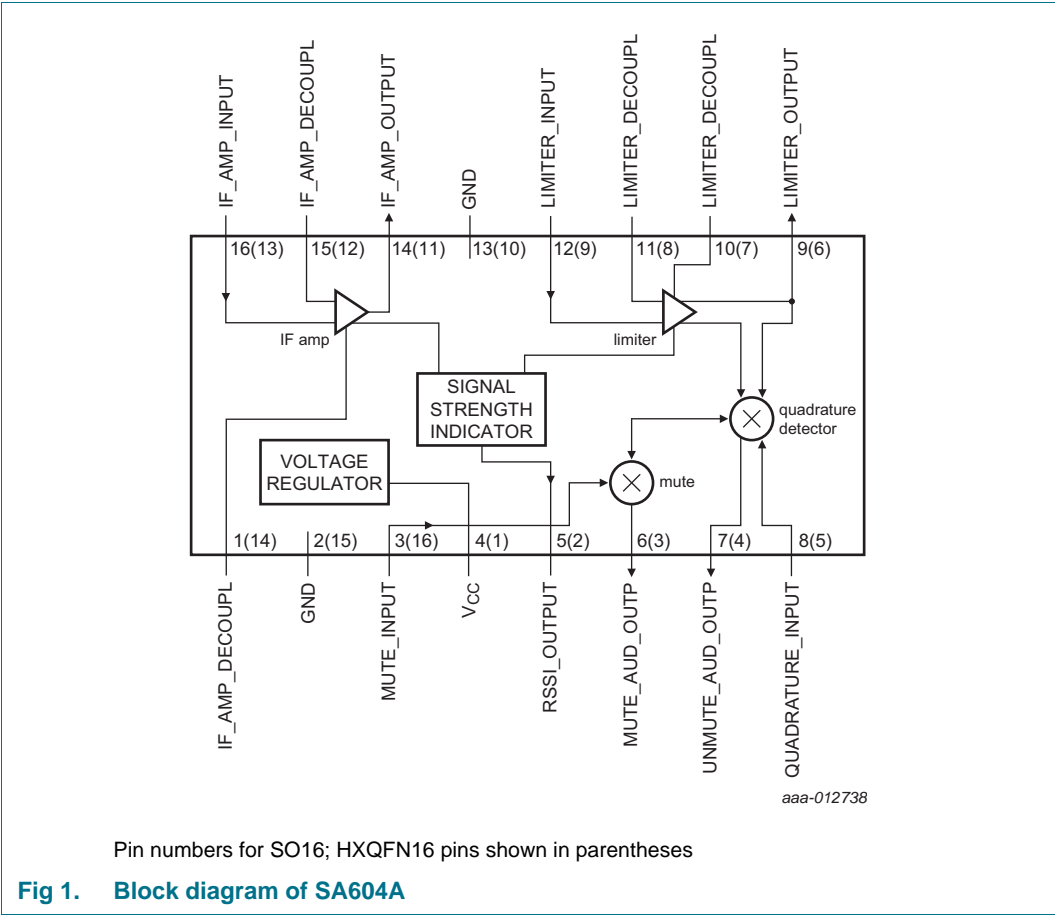 IF_AMP_INPUT
IF_AMP_DECOUPL
IF_AMP_OUTPUT
GND
LIMITER_INPUT
LIMITER_DECOUPL
LIMITER_DECOUPL
LIMITER_OUTPUT
16(13)
15(12)
14(11)
13(10)
12(9)
11(8)
10(7)
9(6)
IF amp
limiter
SIGNAL
STRENGTH
INDICATOR
quadrature
detector
VOLTAGE
REGULATOR
mute
1(14)
2(15)
3(16)
4(1)
5(2)
6(3)
7(4)
8(5)
IF_AMP_DECOUPL
GND
MUTE_INPUT
VCC
RSSI_OUTPUT
MUTE_AUD_OUTP
UNMUTE_AUD_OUTP
QUADRATURE_INPUT
aaa-012738
Pin numbers for SO16; HXQFN16 pins shown in parentheses
Fig 1. Block diagram of SA604A